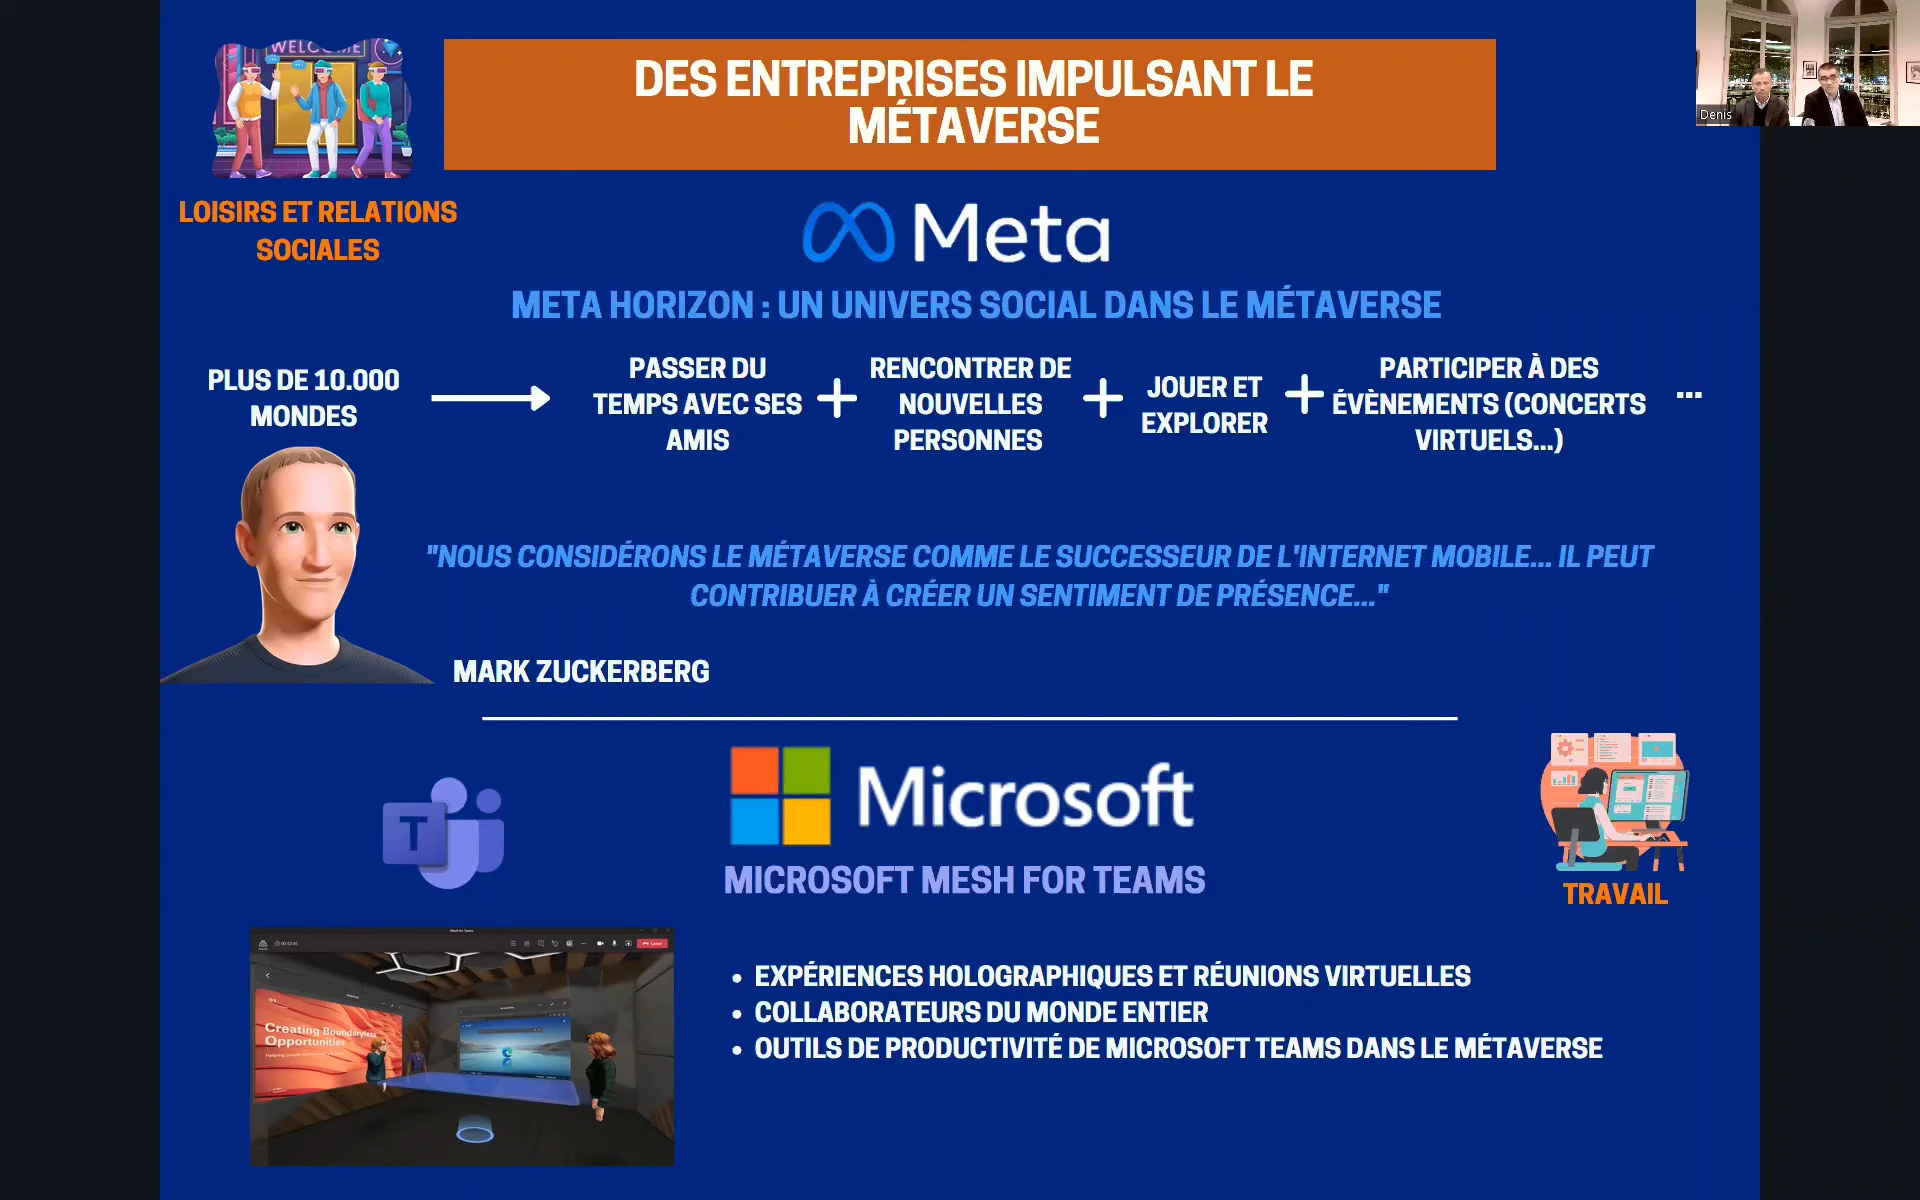 WELCOME
DES ENTREPRISES IMPULSANT LE
MÉTAVERSE
Denis
LOISIRS ET RELATIONS
SOCIALES
Meta
META HORIZON : UN UNIVERS SOCIAL DANS LE MÉTAVERSE
PLUS DE 10.000
MONDES
PASSER DU
TEMPS AVEC SES
AMIS
+
RENCONTRER DE
NOUVELLES
PERSONNES
+
JOUER ET
EXPLORER
+
PARTICIPER À DES
ÉVÈNEMENTS (CONCERTS
VIRTUELS...)
...
"NOUS CONSIDÉRONS LE MÉTAVERSE COMME LE SUCCESSEUR DE L'INTERNET MOBILE... IL PEUT
CONTRIBUER À CRÉER UN SENTIMENT DE PRÉSENCE..."
MARK ZUCKERBERG
T
Microsoft
MICROSOFT MESH FOR TEAMS
TRAVAIL
Mesh for Teams
Leave
Creating Boundaryless
Opportunities
• EXPÉRIENCES HOLOGRAPHIQUES ET RÉUNIONS VIRTUELLES
• COLLABORATEURS DU MONDE ENTIER
• OUTILS DE PRODUCTIVITÉ DE MICROSOFT TEAMS DANS LE MÉTAVERSE